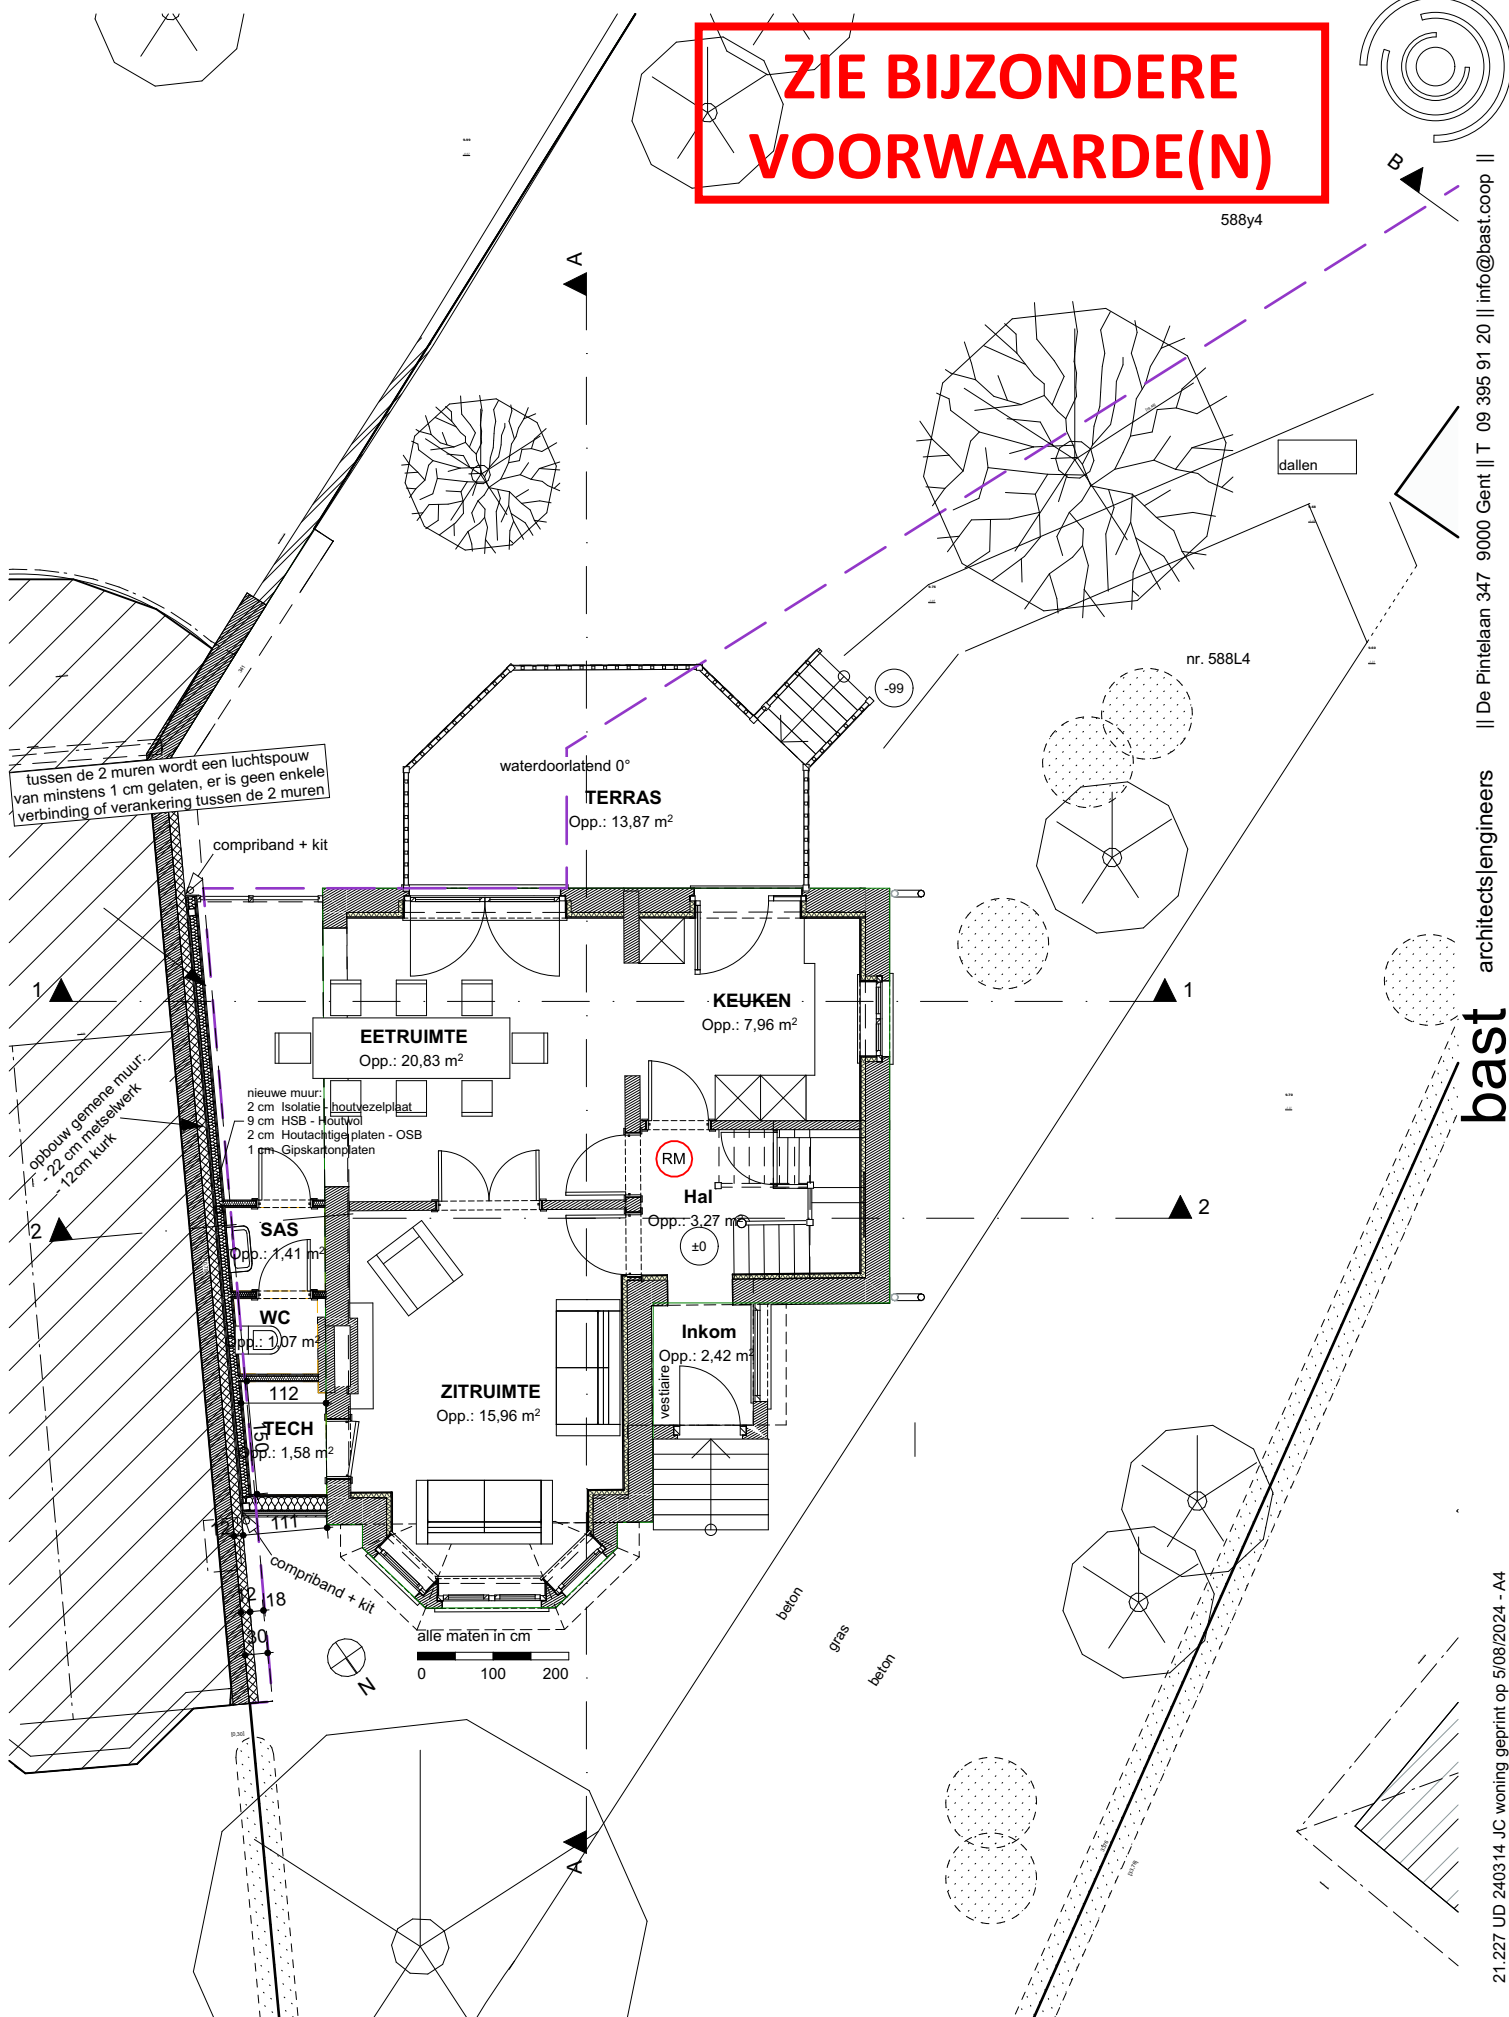 ZIE BIJZONDERE
VOORWAARDE(N)
B
588y4
A
dallen
nr. 588L4
-99
waterdoorlatend 0°
TERRAS
Opp.: 13,87 m²
tussen de 2 muren wordt een luchtspouw
van minstens 1 cm gelaten, er is geen enkele
verbinding of verankering tussen de 2 muren
compriband + kit
1
1
KEUKEN
Opp.: 7,96 m²
EETRUIMTE
Opp.: 20,83 m²
opbouw gemene muur:
- 22 cm metselwerk
- 12cm kurk
nieuwe muur:
2 cm Isolatie - houtvezelplaat
9 cm HSB - Houtwol
2 cm Houtachtige platen - OSB
1 cm Gipskartonplaten
RM
Hal
Opp.: 3,27 m²
±0
2
2
SAS
Opp.: 1,41 m²
WC
Opp.: 1,07 m²
Inkom
Opp.: 2,42 m²
vestiaire
ZITRUIMTE
Opp.: 15,96 m²
112
TECH
Opp.: 1,58 m²
150
12
111
compriband + kit
2
18
30
N
alle maten in cm
0 100 200
beton
gras
beton
A
bast architects|engineers || De Pintelaan 347 9000 Gent || T 09 395 91 20 || info@bast.coop ||
21.227 UD 240314 JC woning geprint op 5/08/2024 - A4